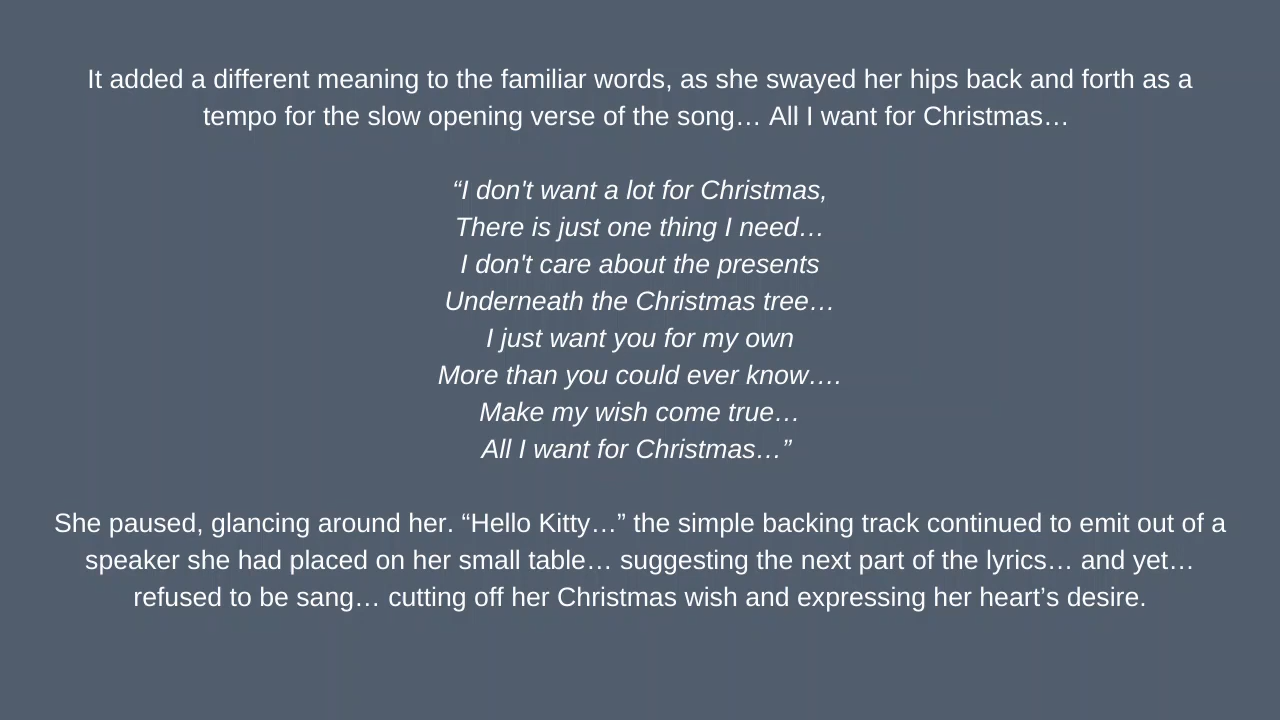 It added a different meaning to the familiar words, as she swayed her hips back and forth as a
tempo for the slow opening verse of the song… All I want for Christmas…
“I don't want a lot for Christmas,
There is just one thing I need…
I don't care about the presents
Underneath the Christmas tree…
I just want you for my own
More than you could ever know….
Make my wish come true…
All I want for Christmas…”
She paused, glancing around her. “Hello Kitty…” the simple backing track continued to emit out of a
speaker she had placed on her small table… suggesting the next part of the lyrics… and yet…
refused to be sang… cutting off her Christmas wish and expressing her heart’s desire.